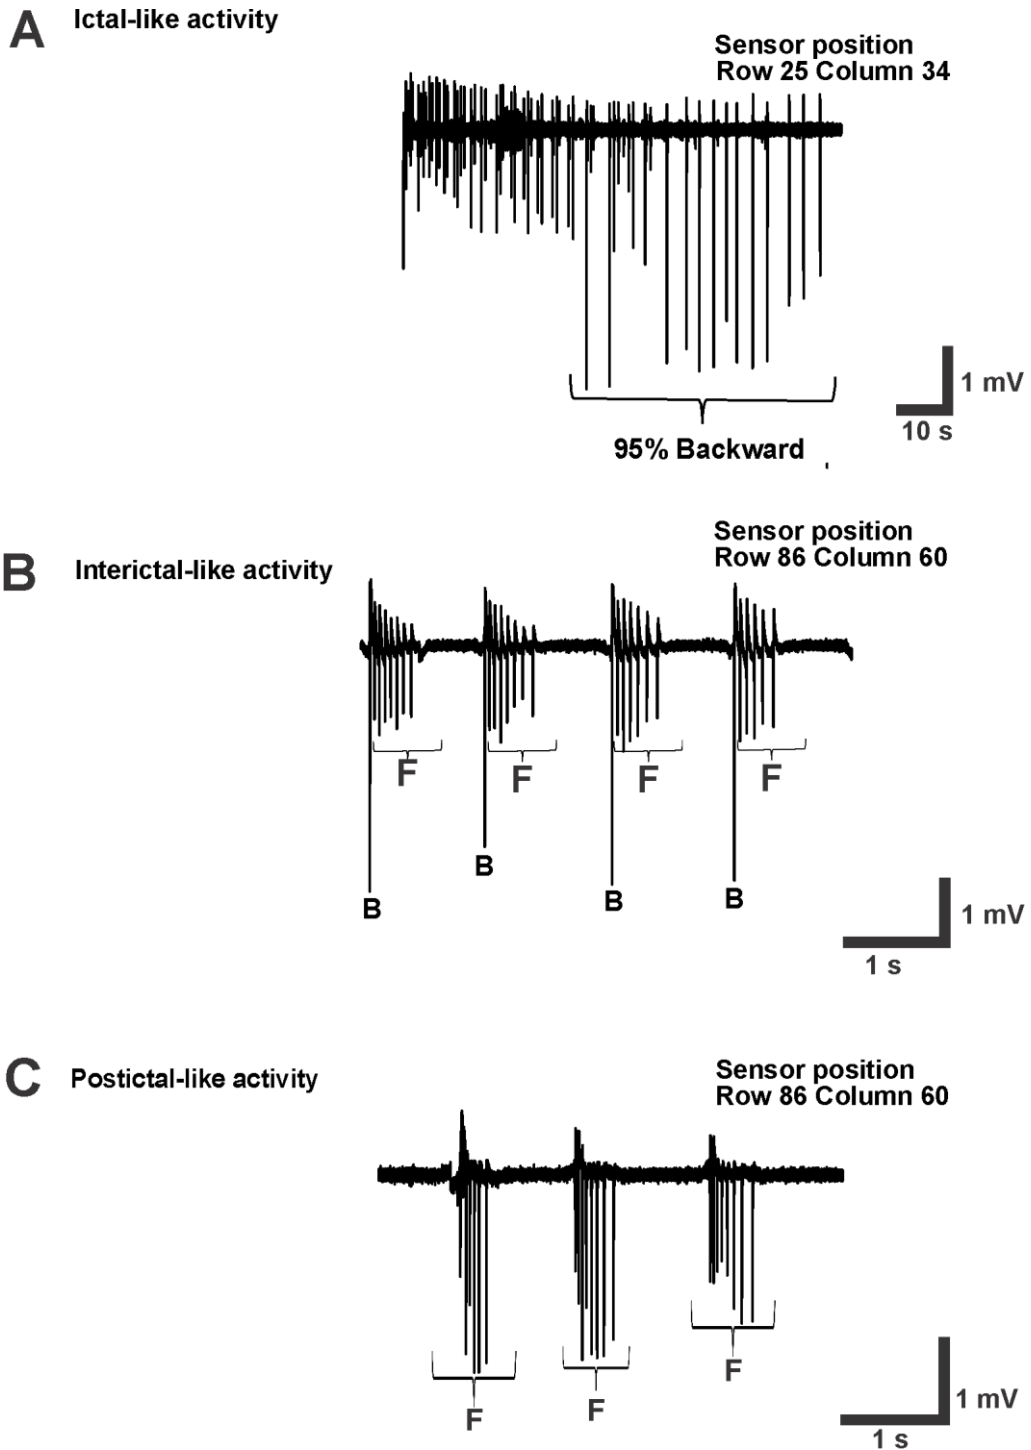 A
Ictal-like activity
Sensor position
Row 25 Column 34
1 mV
10 s
95% Backward
B
Interictal-like activity
Sensor position
Row 86 Column 60
F
F
F
F
B
B
B
B
1 mV
1 s
C
Postictal-like activity
Sensor position
Row 86 Column 60
F
F
F
1 mV
1 s